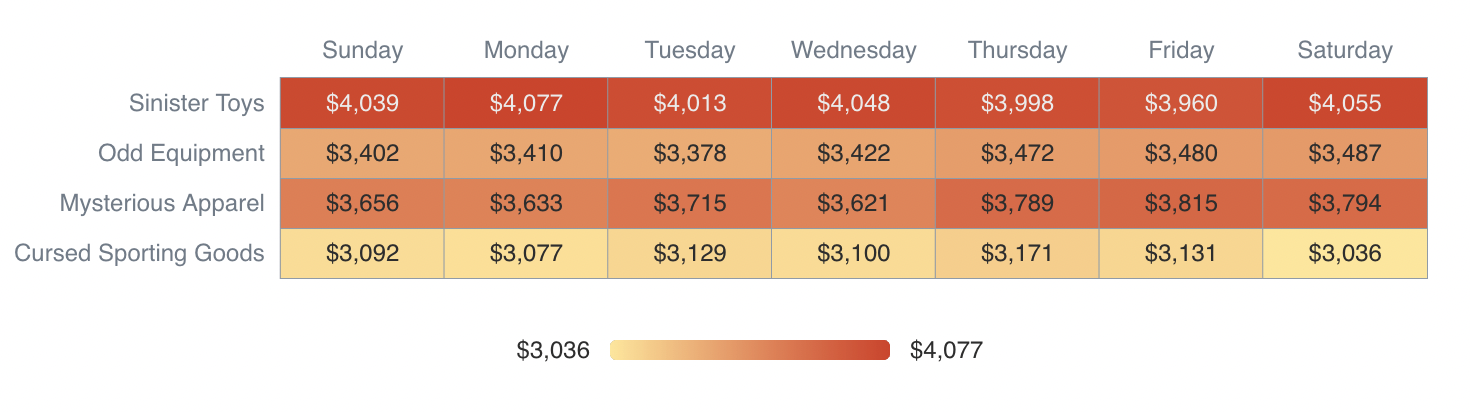 Sunday Monday Tuesday Wednesday Thursday Friday Saturday
Sinister Toys $4,039 $4,077 $4,013 $4,048 $3,998 $3,960 $4,055
Odd Equipment $3,402 $3,410 $3,378 $3,422 $3,472 $3,480 $3,487
Mysterious Apparel $3,656 $3,633 $3,715 $3,621 $3,789 $3,815 $3,794
Cursed Sporting Goods $3,092 $3,077 $3,129 $3,100 $3,171 $3,131 $3,036
$3,036 $4,077